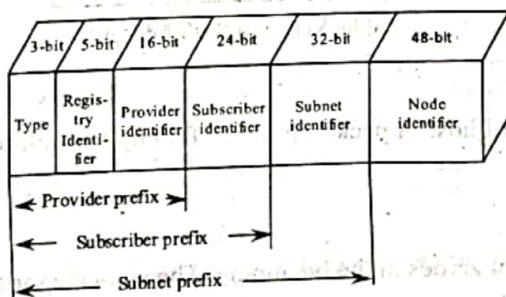 3-bit 5-bit 16-bit 24-bit 32-bit 48-bit
Type Regis-try Identi-fier Provider identifier Subscriber identifier Subnet identifier Node identifier
Provider prefix
Subscriber prefix
Subnet prefix